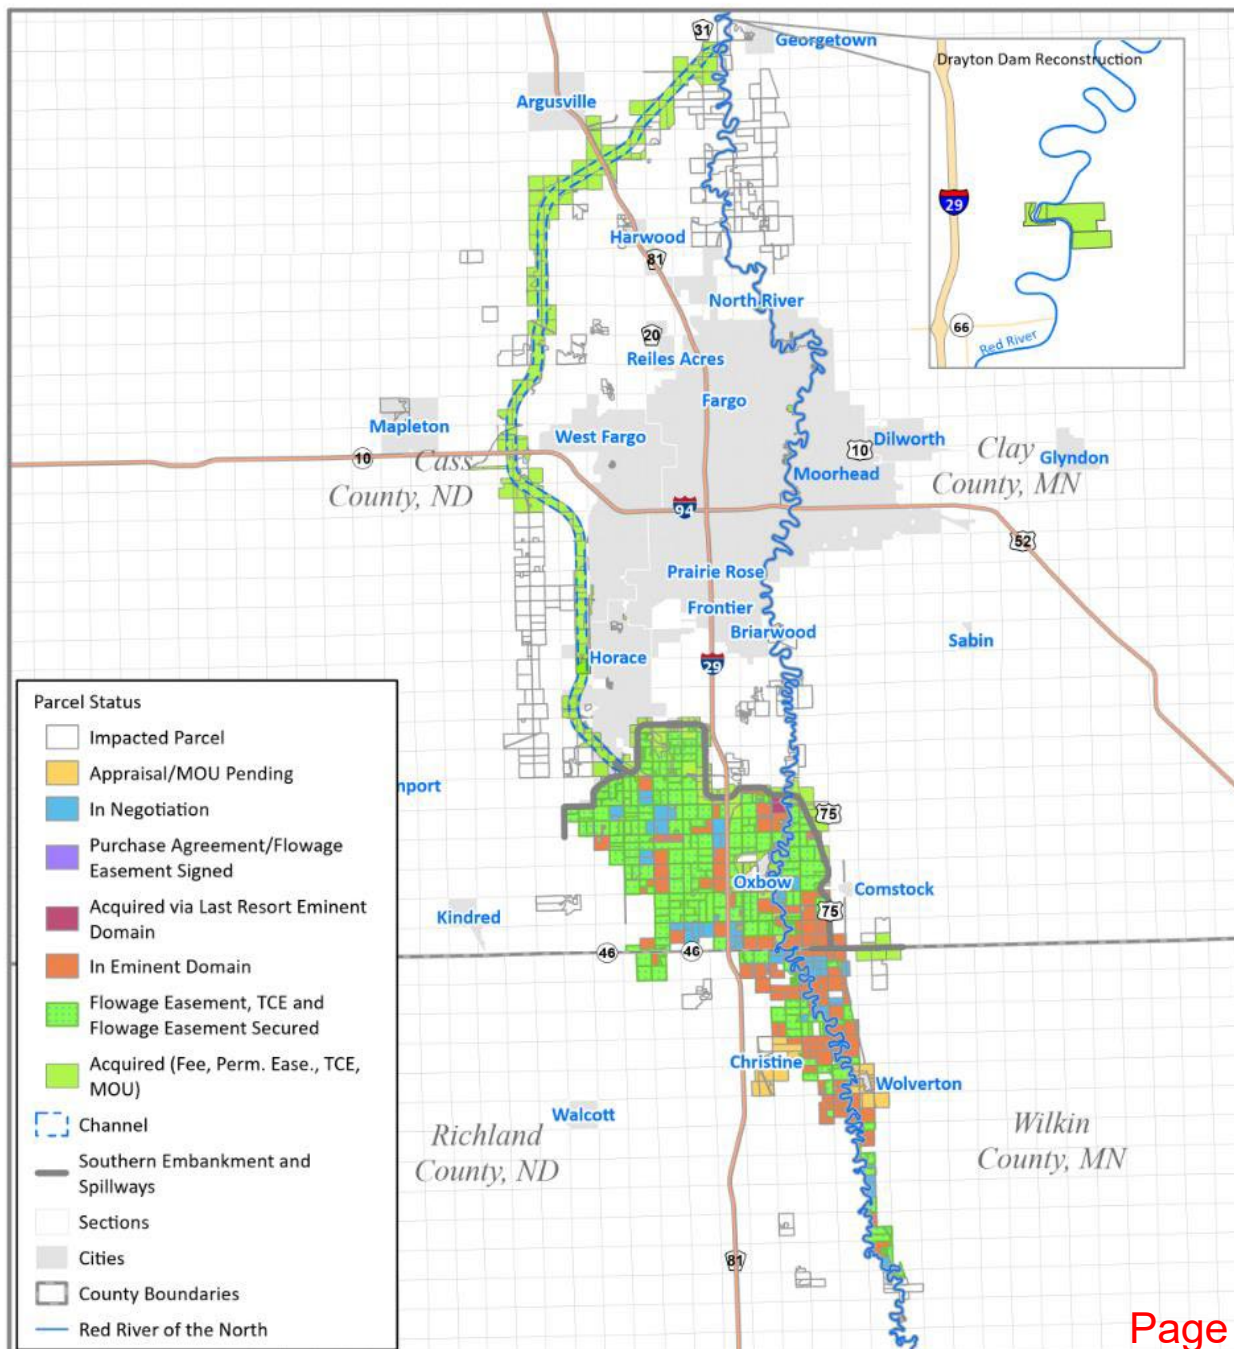 31
Georgetown
Drayton Dam Reconstruction
Argusville
29
Harwood
81
North River
66
Red River
20
Reiles Acres
Fargo
Mapleton
West Fargo
Dilworth
10
10
Clay
County, MN
Glyndon
Cass
County, ND
Moorhead
94
52
Prairie Rose
Frontier
Briarwood
Sabin
Horace
29
Parcel Status
Impacted Parcel
Appraisal/MOU Pending
In Negotiation
Purchase Agreement/Flowage
Easement Signed
Acquired via Last Resort Eminent
Domain
In Eminent Domain
Flowage Easement, TCE and
Flowage Easement Secured
Acquired (Fee, Perm. Ease., TCE,
MOU)
Channel
Southern Embankment and
Spillways
Sections
Cities
County Boundaries
Red River of the North
nport
75
Oxbow
Comstock
75
Kindred
46
46
Christine
Wolverton
Walcott
Richland
County, ND
Wilkin
County, MN
81
Page